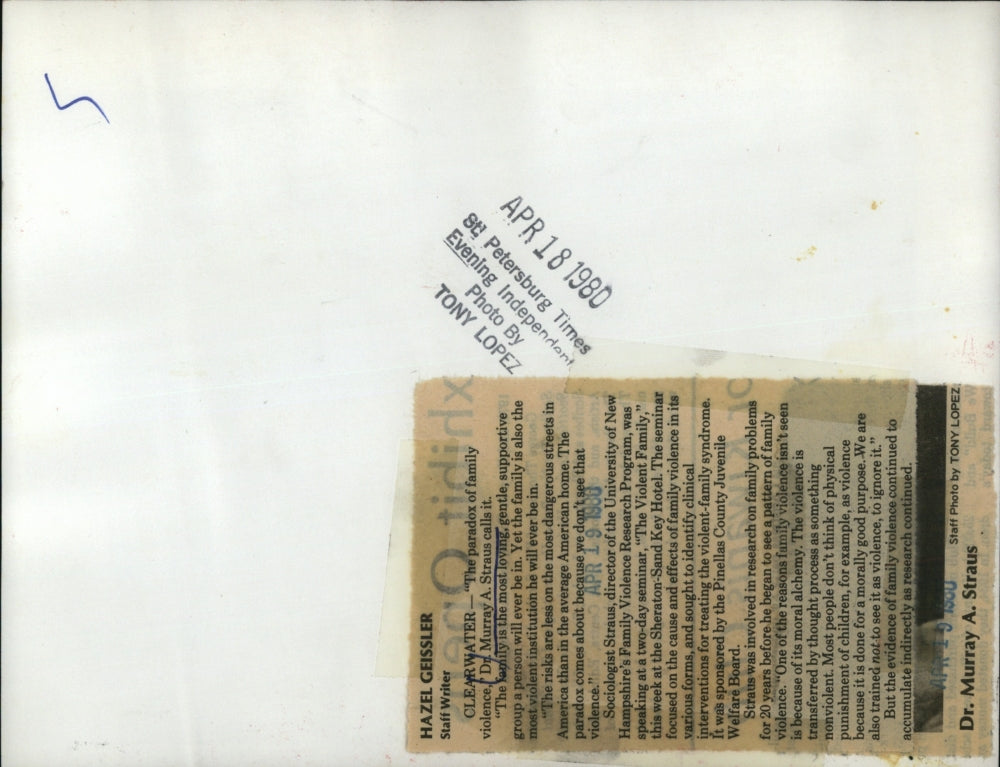 APR 18 1980
St. Petersburg Times
Evening Independent
Photo By
TONY LOPEZ
HAZEL GEISSLER
Staff Writer
CLEARWATER — "The paradox of family
violence," Dr. Murray A. Straus calls it.
"The family is the most loving, gentle, supportive
group a person will ever be in. Yet the family is also the
most violent institution he will ever be in.
"The risks are less on the most dangerous streets in
America than in the average American home. The
paradox comes about because we don't see that
violence."
APR 19 1980
Sociologist Straus, director of the University of New
Hampshire's Family Violence Research Program, was
speaking at a two-day seminar, "The Violent Family,"
this week at the Sheraton-Sand Key Hotel. The seminar
focused on the cause and effects of family violence in its
various forms, and sought to identify clinical
interventions for treating the violent-family syndrome.
It was sponsored by the Pinellas County Juvenile
Welfare Board.
Straus was involved in research on family problems
for 20 years before he began to see a pattern of family
violence. "One of the reasons family violence isn't seen
is because of its moral alchemy. The violence is
transferred by thought process as something
nonviolent. Most people don't think of physical
punishment of children, for example, as violence
because it is done for a morally good purpose. We are
also trained not to see it as violence, to ignore it."
But the evidence of family violence continued to
accumulate indirectly as research continued.
APR 19 1980
Staff Photo by TONY LOPEZ
Dr. Murray A. Straus